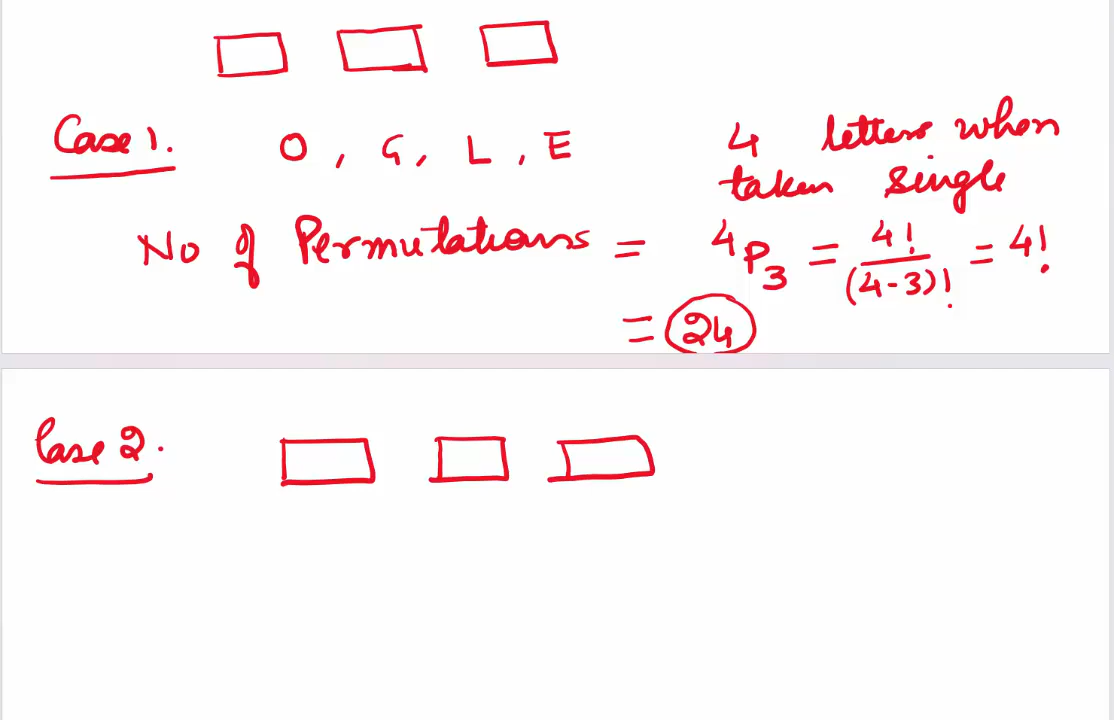 Case 1. O, G, L, E 4 letters when
taken single
No of Permutations = 4P3 = 4!/(4-3)! = 4!
= 24
Case 2.